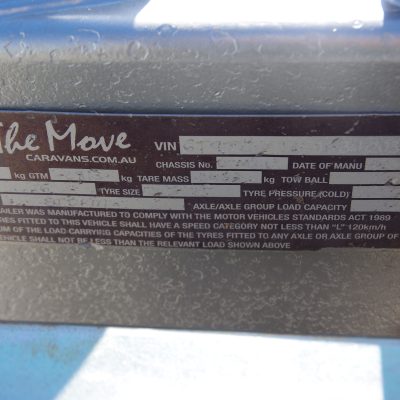 The Move
CARAVANS.COM.AU
VIN
CHASSIS No.
DATE OF MANU
kg GTM kg TARE MASS kg TOW BALL
TYRE SIZE TYRE PRESSURE (COLD)
AXLE/AXLE GROUP LOAD CAPACITY
AILER WAS MANUFACTURED TO COMPLY WITH THE MOTOR VEHICLES STANDARDS ACT 1989
RES FITTED TO THIS VEHICLE SHALL HAVE A SPEED CATEGORY NOT LESS THAN "L" 120km/h
UM OF THE LOAD CARRYING CAPACITIES OF THE TYRES FITTED TO ANY AXLE OR AXLE GROUP OF
VEHICLE SHALL NOT BE LESS THAN THE RELEVANT LOAD SHOWN ABOVE